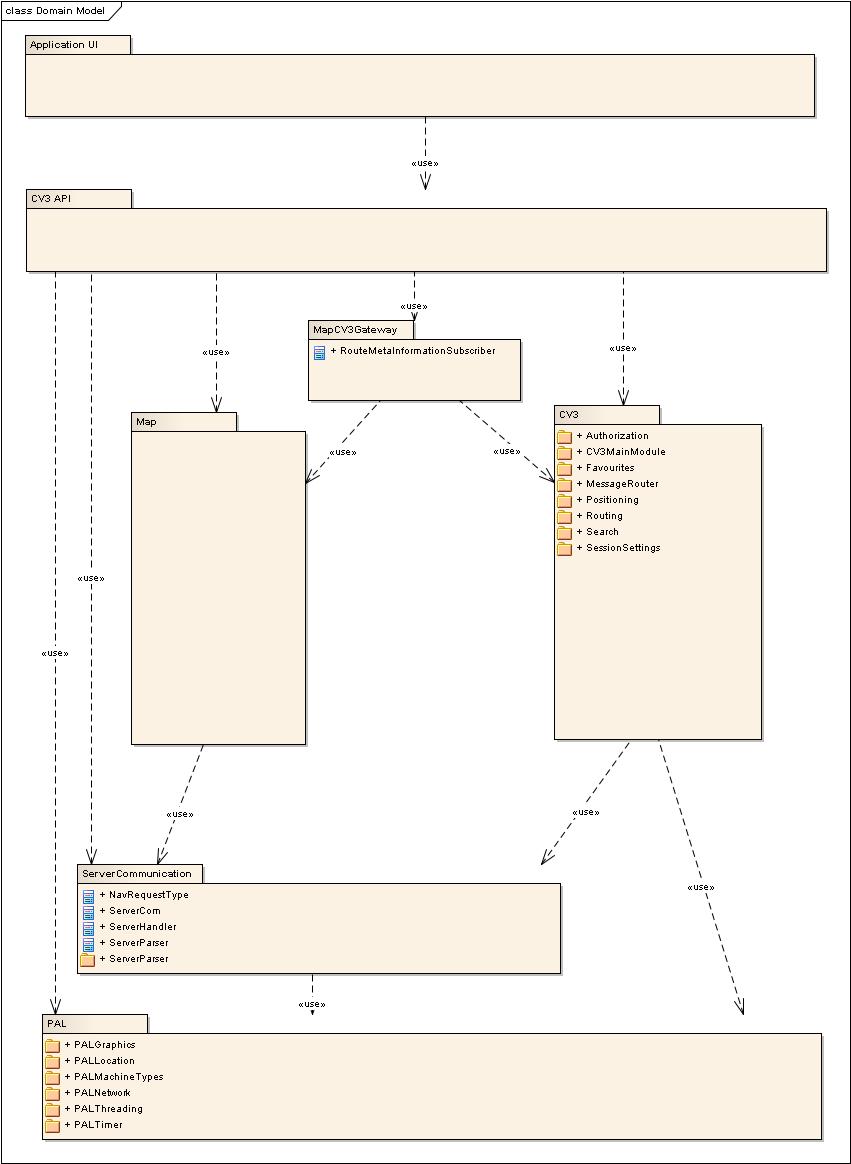 class Domain Model
Application UI
«use»
CV3 API
«use»
MapCV3Gateway
+ RouteMetaInformationSubscriber
«use»
«use»
CV3
Map
+ Authorization
+ CV3MainModule
«use»
«use»
+ Favourites
+ MessageRouter
+ Positioning
+ Routing
+ Search
+ SessionSettings
«use»
«use»
«use»
«use»
ServerCommunication
«use»
+ NavRequestType
+ ServerCom
+ ServerHandler
+ ServerParser
+ ServerParser
«use»
PAL
+ PALGraphics
+ PALLocation
+ PALMachineTypes
+ PALNetwork
+ PALThreading
+ PALTimer